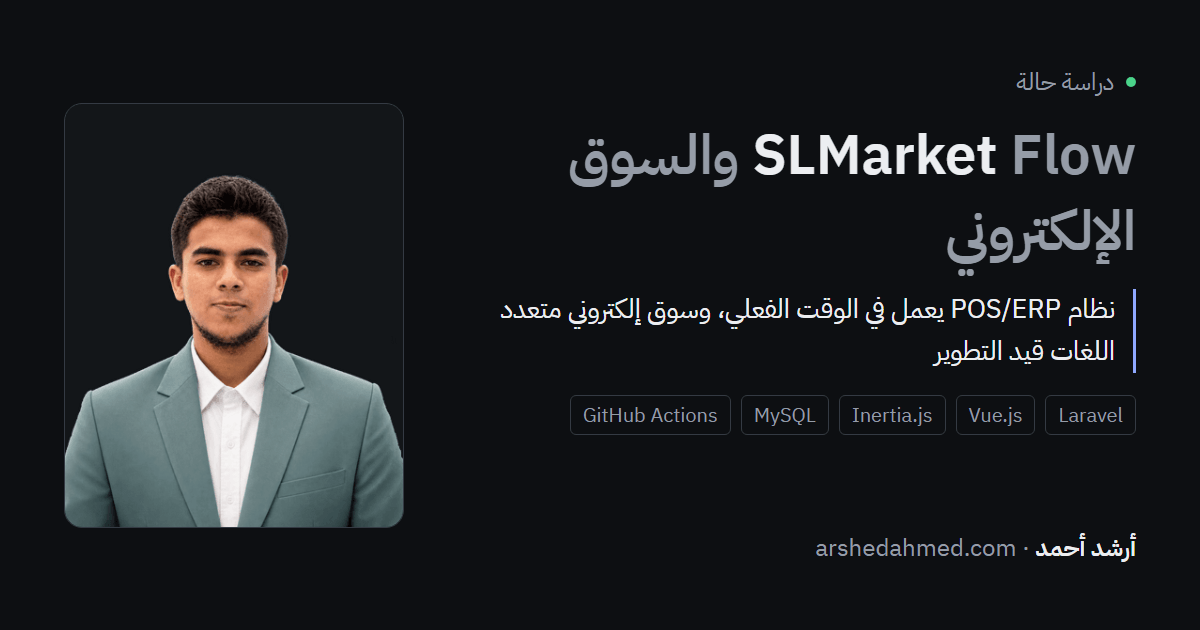 دراسة حالة
SLMarket Flow والسوق
الإلكتروني
نظام POS/ERP يعمل في الوقت الفعلي، وسوق إلكتروني متعدد
اللغات قيد التطوير
Laravel Vue.js Inertia.js MySQL GitHub Actions
أرشد أحمد · arshedahmed.com